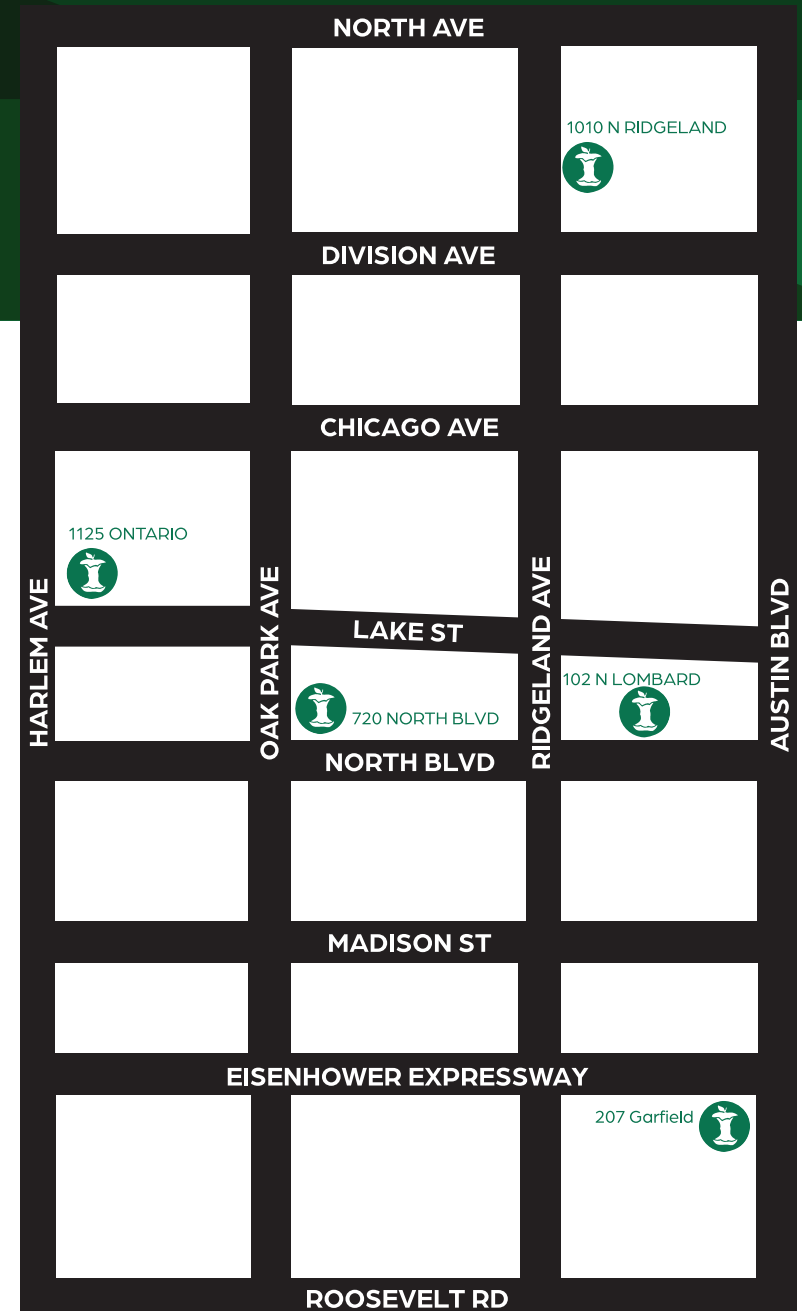 NORTH AVE
1010 N RIDGELAND
DIVISION AVE
CHICAGO AVE
1125 ONTARIO
HARLEM AVE
OAK PARK AVE
RIDGELAND AVE
AUSTIN BLVD
LAKE ST
102 N LOMBARD
720 NORTH BLVD
NORTH BLVD
MADISON ST
EISENHOWER EXPRESSWAY
207 Garfield
ROOSEVELT RD